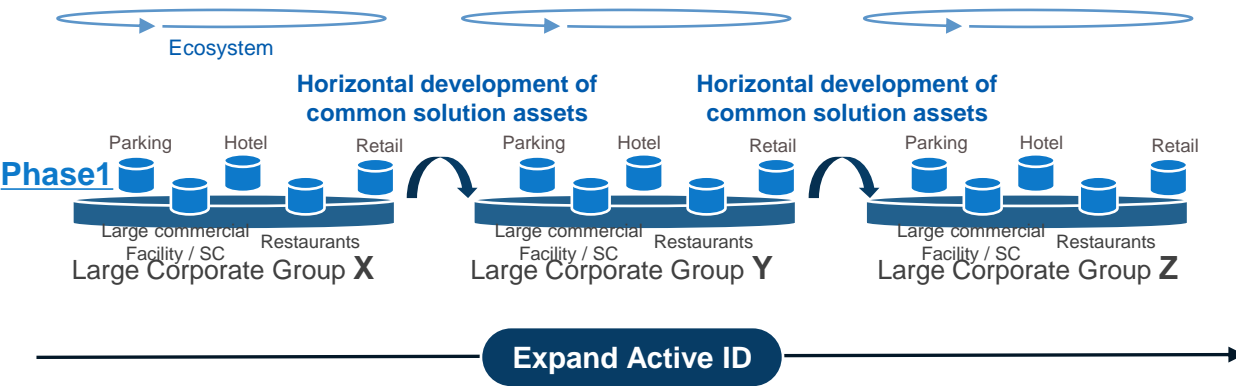 Ecosystem
Horizontal development of
common solution assets
Horizontal development of
common solution assets
Phase1
Parking
Hotel
Retail
Large commercial
Facility / SC
Restaurants
Large Corporate Group X
Parking
Hotel
Retail
Large commercial
Facility / SC
Restaurants
Large Corporate Group Y
Parking
Hotel
Retail
Large commercial
Facility / SC
Restaurants
Large Corporate Group Z
Expand Active ID